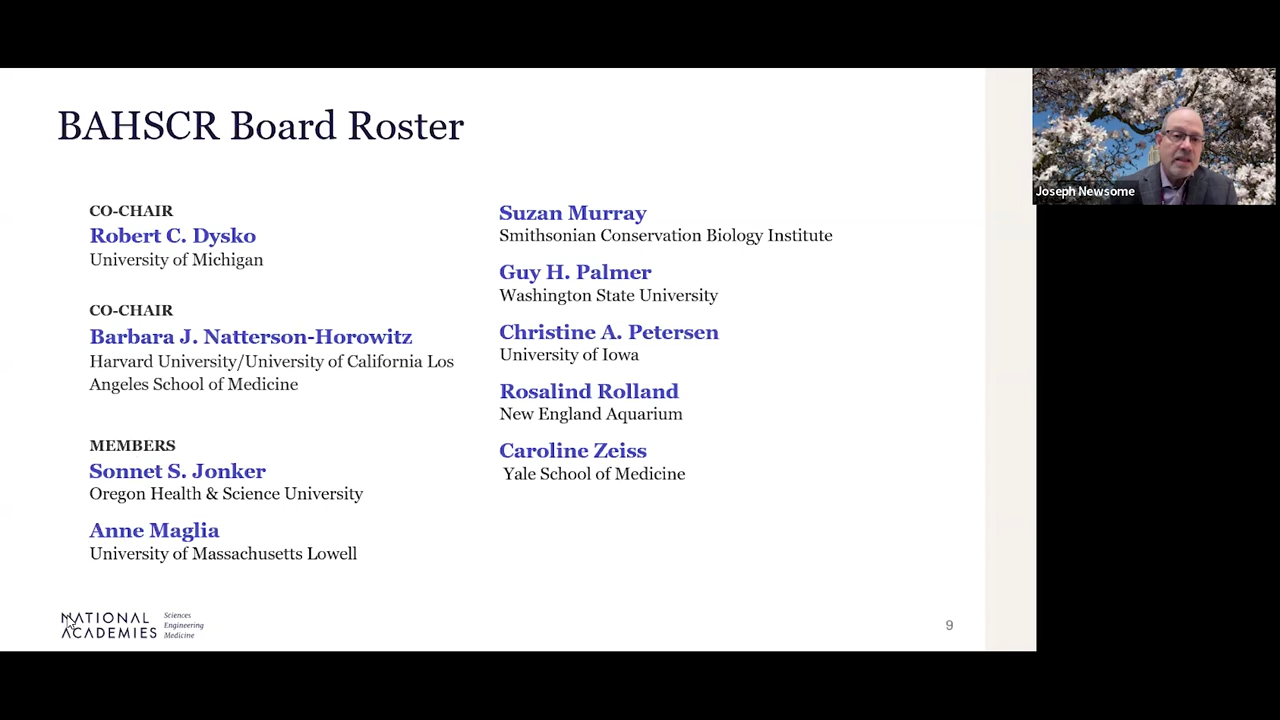 BAHSCR Board Roster
CO-CHAIR
Robert C. Dysko
University of Michigan
CO-CHAIR
Barbara J. Natterson-Horowitz
Harvard University/University of California Los
Angeles School of Medicine
MEMBERS
Sonnet S. Jonker
Oregon Health & Science University
Anne Maglia
University of Massachusetts Lowell
Suzan Murray
Smithsonian Conservation Biology Institute
Guy H. Palmer
Washington State University
Christine A. Petersen
University of Iowa
Rosalind Rolland
New England Aquarium
Caroline Zeiss
Yale School of Medicine
NATIONAL
ACADEMIES
Sciences
Engineering
Medicine
9
Joseph Newsome